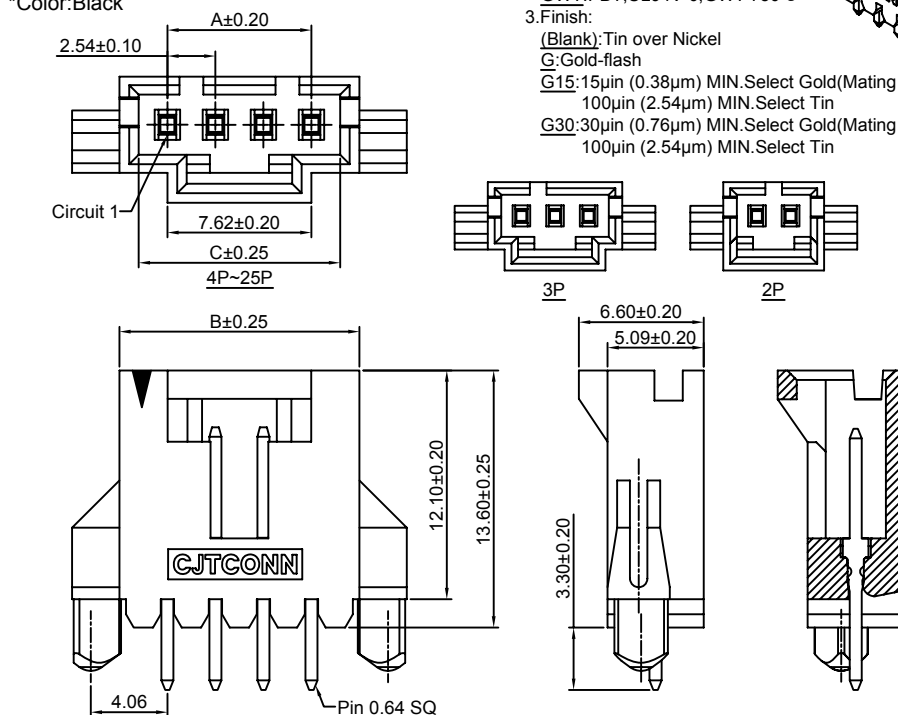 *Color:Black
A±0.20
2.54±0.10
Circuit 1
7.62±0.20
C±0.25
4P~25P
3.Finish:
(Blank):Tin over Nickel
G:Gold-flash
G15:15µin (0.38µm) MIN.Select Gold(Mating
100µin (2.54µm) MIN.Select Tin
G30:30µin (0.76µm) MIN.Select Gold(Mating
100µin (2.54µm) MIN.Select Tin
3P
2P
B±0.25
12.10±0.20
13.60±0.25
CJTCONN
4.06
Pin 0.64 SQ
6.60±0.20
5.09±0.20
3.30±0.20